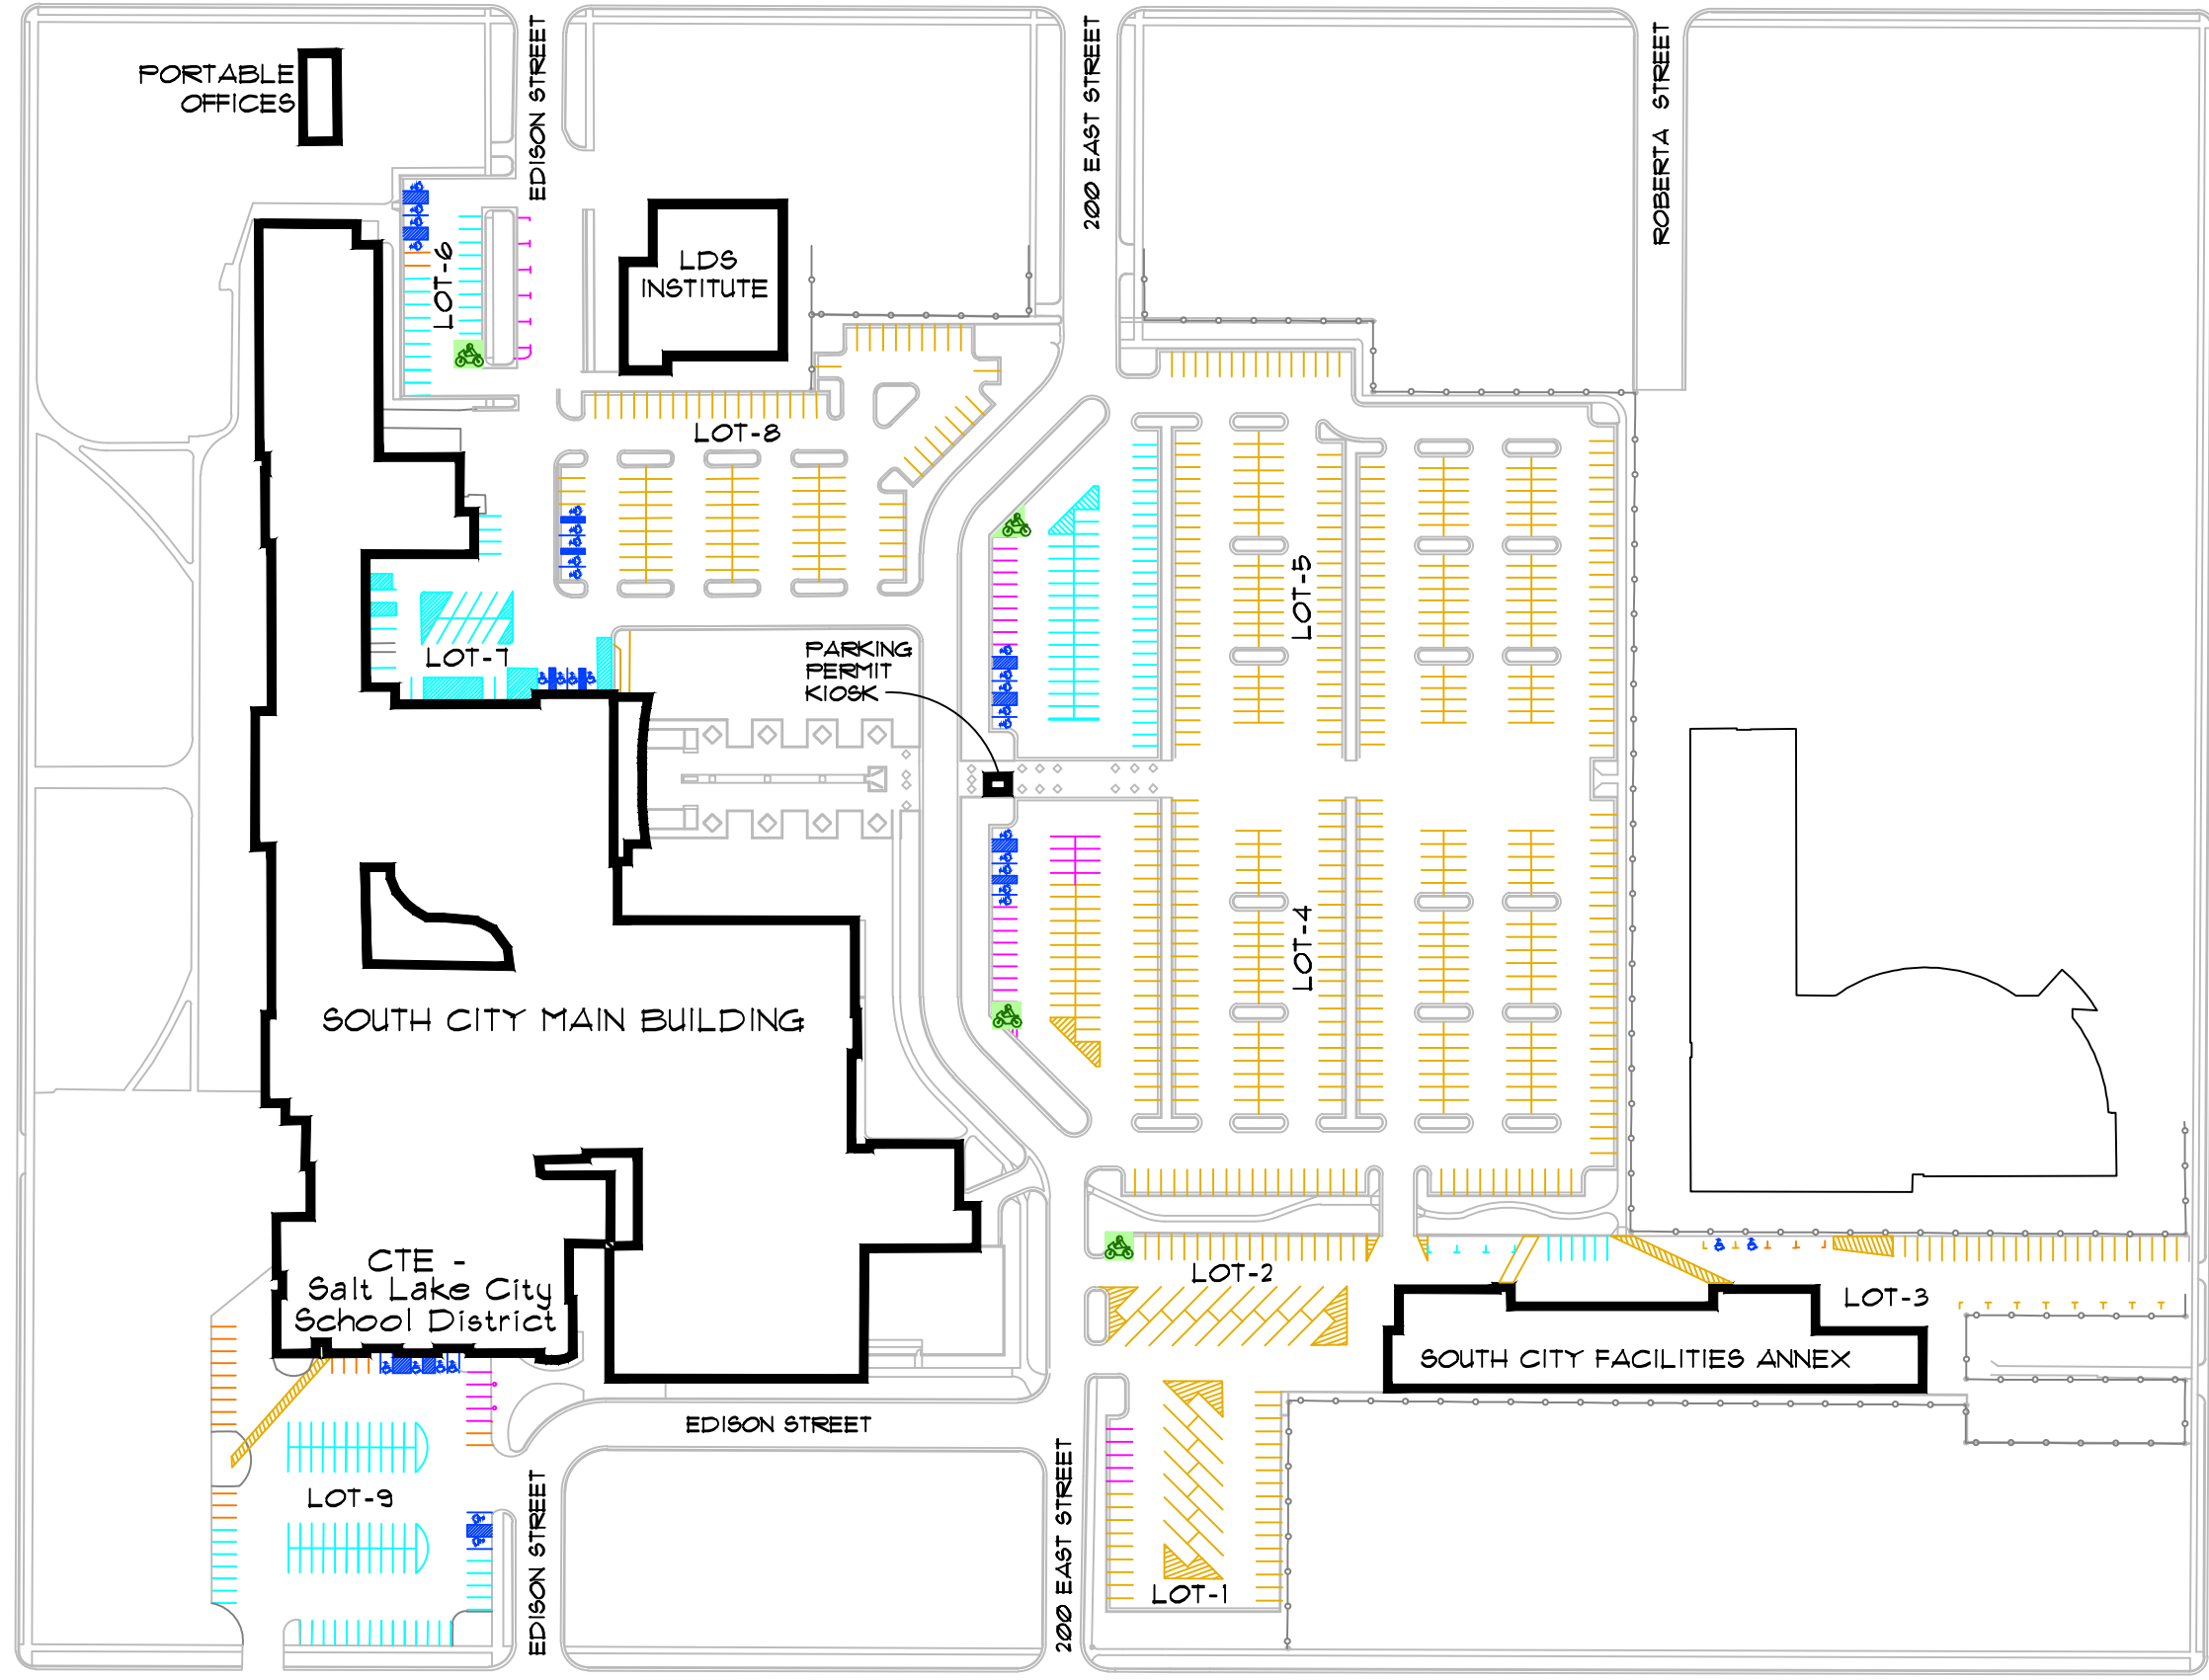 PORTABLE
OFFICES
EDISON STREET
200 EAST STREET
ROBERTA STREET
LOT-6
LDS
INSTITUTE
LOT-8
LOT-5
LOT-7
PARKING
PERMIT
KIOSK
LOT-4
SOUTH CITY MAIN BUILDING
CTE -
Salt Lake City
School District
LOT-2
LOT-3
SOUTH CITY FACILITIES ANNEX
EDISON STREET
LOT-9
EDISON STREET
200 EAST STREET
LOT-1